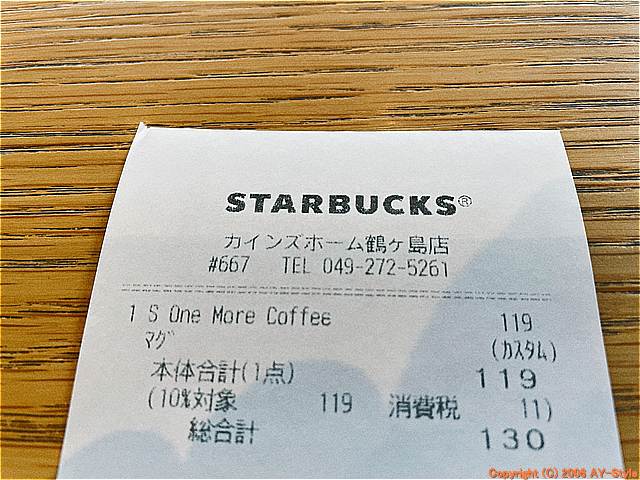 STARBUCKS®
カインズホーム鶴ヶ島店
#667 TEL 049-272-5261
1 S One More Coffee 119
マグ (カスタム)
本体合計(1点) 119
(10%対象 119 消費税 11)
総合計 130
Copyright (C) 2006 AY-Style